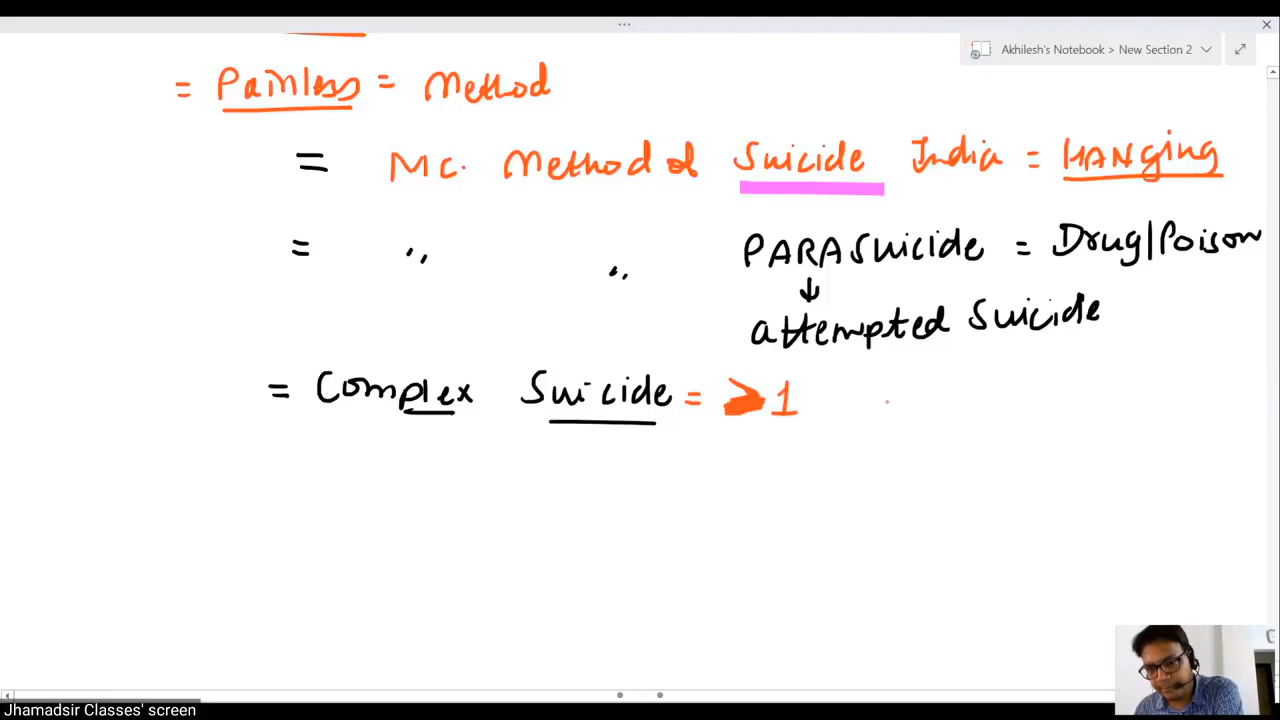 Akhilesh's Notebook > New Section 2
= Painless = Method
= Mc. Method of Suicide India = HANging
= ,, ,, PARASuicide = Drug/Poison
↓
attempted Suicide
= Complex Suicide = > 1
Jhamadsir Classes' screen